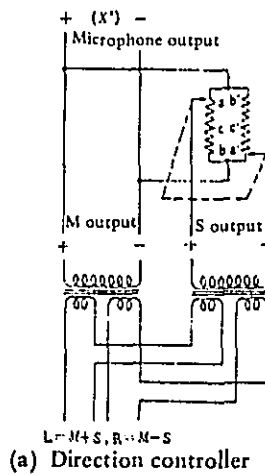 + (X') −
Microphone output
a b'
c c'
b a'
M output S output
+ − + −
L=M+S, R=M−S
(a) Direction controller